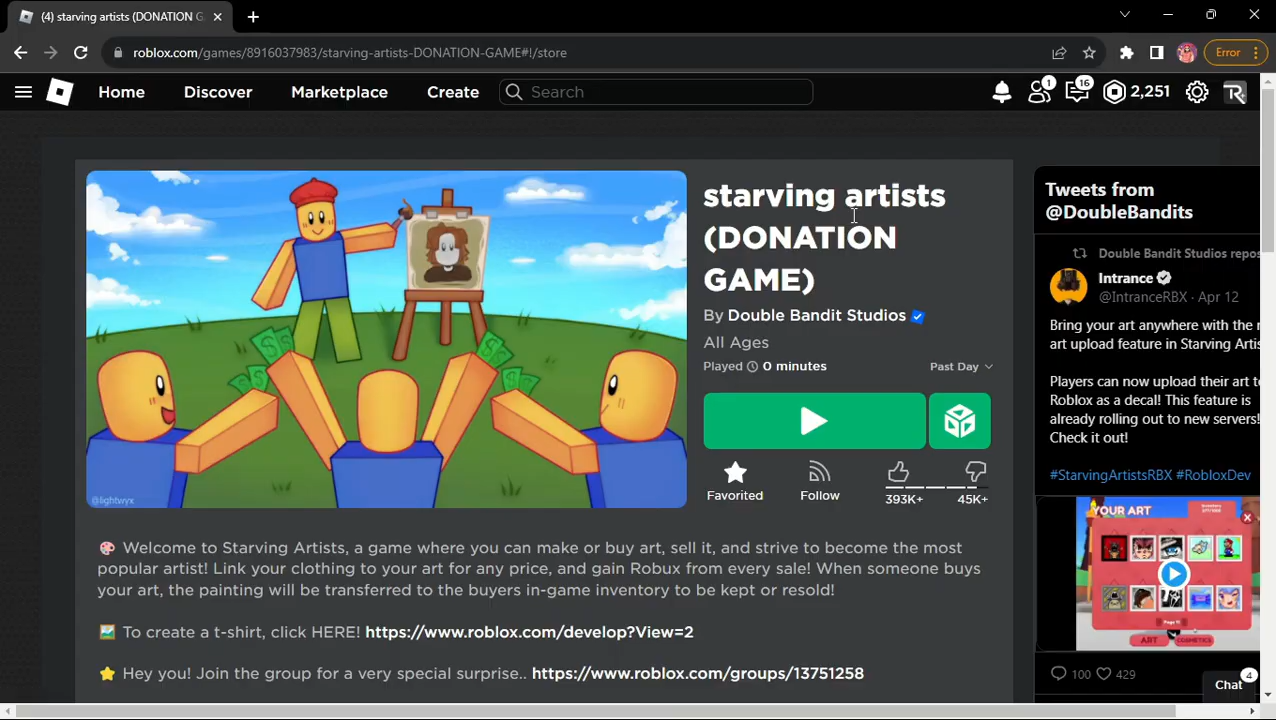 (4) starving artists (DONATION G
roblox.com/games/8916037983/starving-artists-DONATION-GAME#!/store
Error
Home
Discover
Marketplace
Create
Search
1
16
2,251
starving artists
(DONATION
GAME)
By Double Bandit Studios
All Ages
Played 0 minutes
Past Day
Favorited
Follow
393K+
45K+
@lightwyx
Welcome to Starving Artists, a game where you can make or buy art, sell it, and strive to become the most
popular artist! Link your clothing to your art for any price, and gain Robux from every sale! When someone buys
your art, the painting will be transferred to the buyers in-game inventory to be kept or resold!
To create a t-shirt, click HERE! https://www.roblox.com/develop?View=2
Hey you! Join the group for a very special surprise.. https://www.roblox.com/groups/13751258
Tweets from
@DoubleBandits
Double Bandit Studios repos
Intrance
@IntranceRBX · Apr 12
Bring your art anywhere with the
art upload feature in Starving Artis
Players can now upload their art t
Roblox as a decal! This feature is
already rolling out to new servers!
Check it out!
#StarvingArtistsRBX #RobloxDev
YOUR ART
ART
COSMETICS
100
429
Chat
4